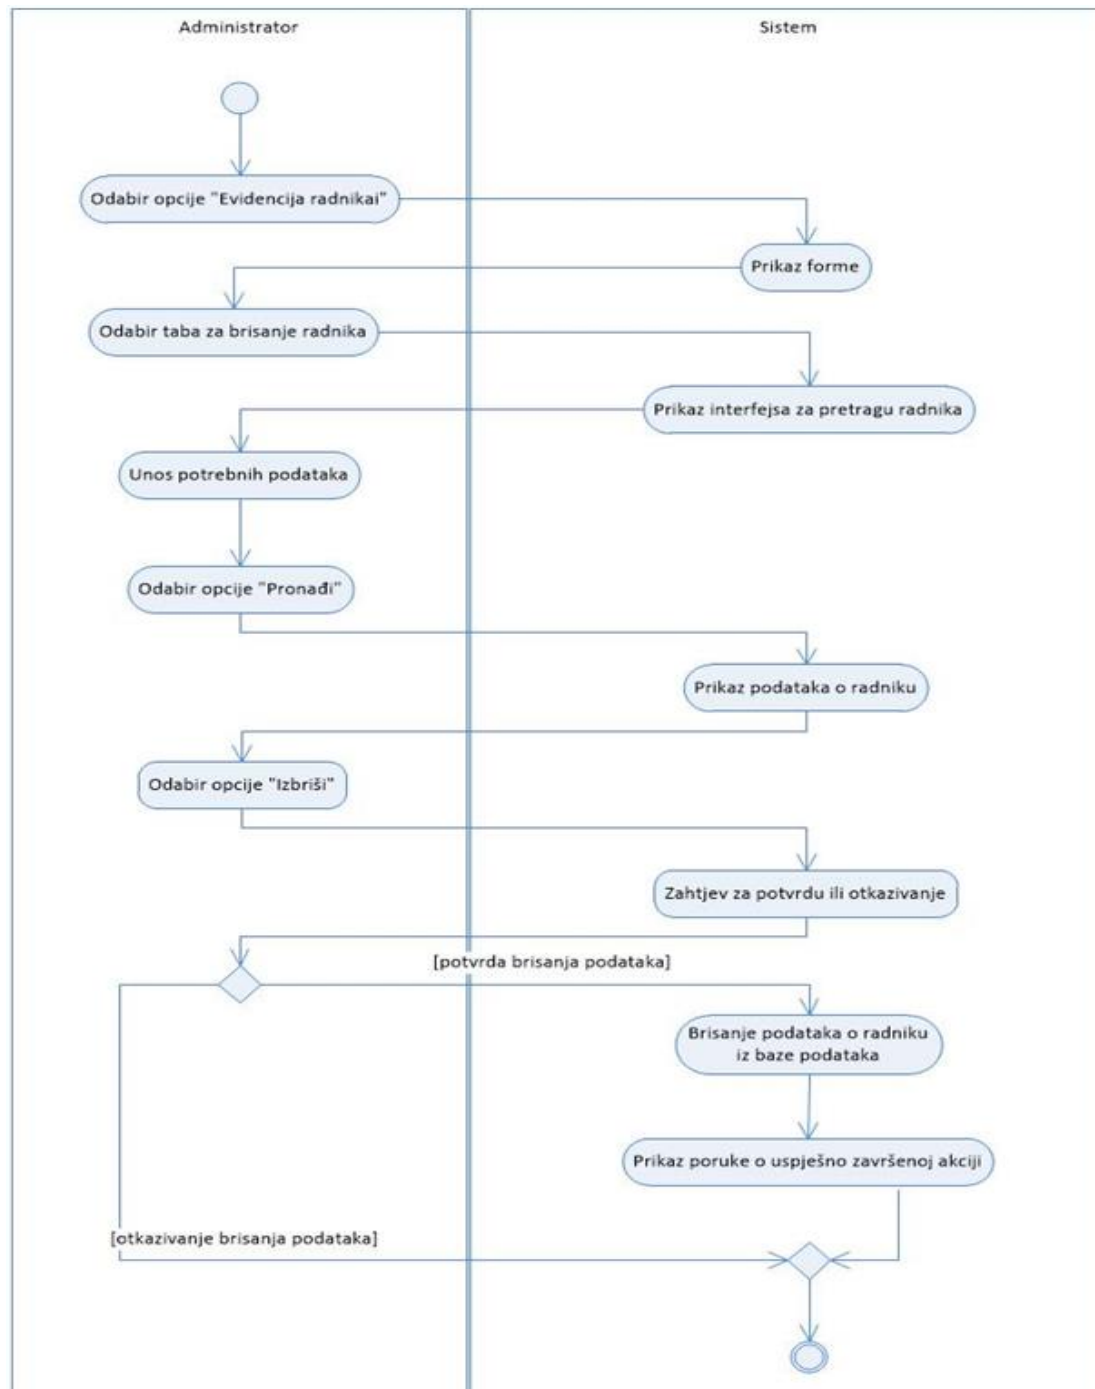 Administrator
Sistem
Odabir opcije "Evidencija radnikai"
Prikaz forme
Odabir taba za brisanje radnika
Prikaz interfejsa za pretragu radnika
Unos potrebnih podataka
Odabir opcije "Pronađi"
Prikaz podataka o radniku
Odabir opcije "Izbriši"
Zahtjev za potvrdu ili otkazivanje
[potvrda brisanja podataka]
Brisanje podataka o radniku
iz baze podataka
Prikaz poruke o uspješno završenoj akciji
[otkazivanje brisanja podataka]